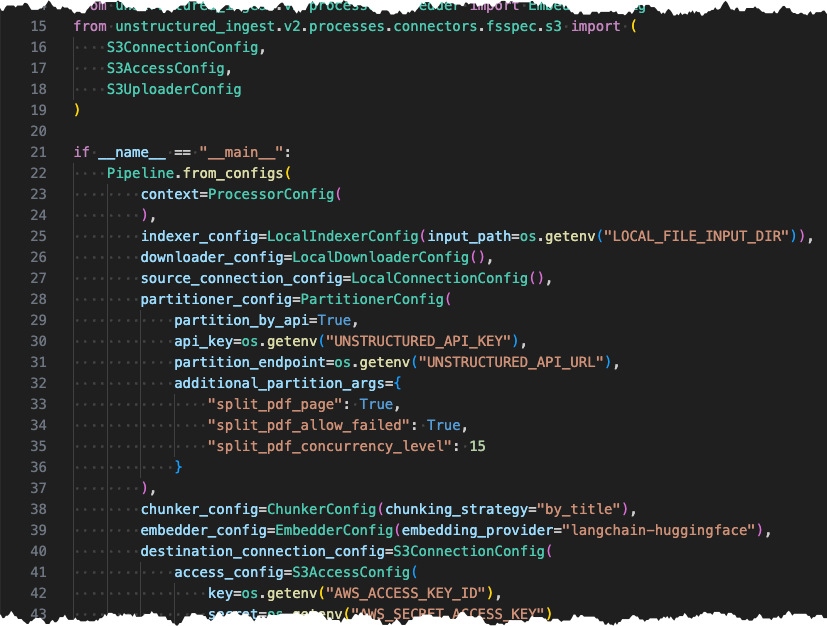 15 from unstructured_ingest.v2.processes.connectors.fsspec.s3 import (
16     S3ConnectionConfig,
17     S3AccessConfig,
18     S3UploaderConfig
19 )
20
21 if __name__ == "__main__":
22     Pipeline.from_configs(
23         context=ProcessorConfig(
24         ),
25         indexer_config=LocalIndexerConfig(input_path=os.getenv("LOCAL_FILE_INPUT_DIR")),
26         downloader_config=LocalDownloaderConfig(),
27         source_connection_config=LocalConnectionConfig(),
28         partitioner_config=PartitionerConfig(
29             partition_by_api=True,
30             api_key=os.getenv("UNSTRUCTURED_API_KEY"),
31             partition_endpoint=os.getenv("UNSTRUCTURED_API_URL"),
32             additional_partition_args={
33                 "split_pdf_page": True,
34                 "split_pdf_allow_failed": True,
35                 "split_pdf_concurrency_level": 15
36             }
37         ),
38         chunker_config=ChunkerConfig(chunking_strategy="by_title"),
39         embedder_config=EmbedderConfig(embedding_provider="langchain-huggingface"),
40         destination_connection_config=S3ConnectionConfig(
41             access_config=S3AccessConfig(
42                 key=os.getenv("AWS_ACCESS_KEY_ID"),
43                 secret=os.getenv("AWS_SECRET_ACCESS_KEY")